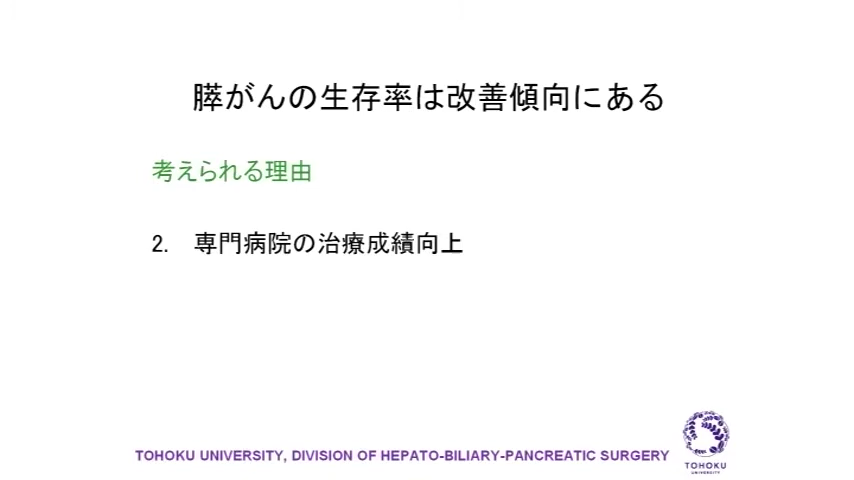 膵がんの生存率は改善傾向にある
考えられる理由
2. 専門病院の治療成績向上
TOHOKU UNIVERSITY, DIVISION OF HEPATO-BILIARY-PANCREATIC SURGERY
TOHOKU
UNIVERSITY